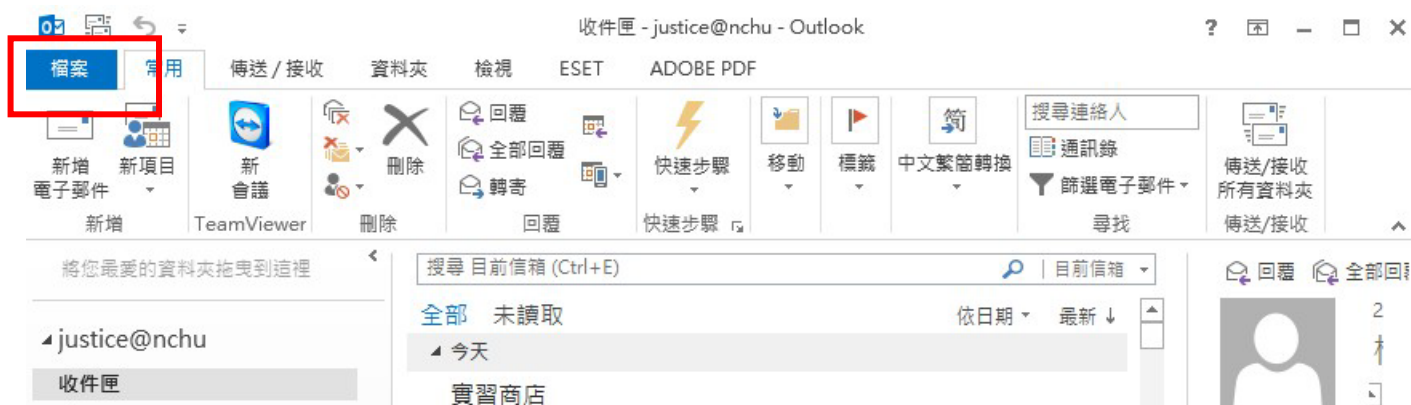 收件匣 - justice@nchu - Outlook
檔案 常用 傳送 / 接收 資料夾 檢視 ESET ADOBE PDF
新增
電子郵件
新項目
新
會議
刪除
回覆
全部回覆
轉寄
快速步驟
移動
標籤
中文繁簡轉換
搜尋連絡人
通訊錄
篩選電子郵件
傳送/接收
所有資料夾
新增 TeamViewer 刪除 回覆 快速步驟 尋找 傳送/接收
將您最愛的資料夾拖曳到這裡
justice@nchu
收件匣
搜尋 目前信箱 (Ctrl+E) 目前信箱
全部 未讀取 依日期 最新 ↓
今天
實習商店
回覆 全部回
2